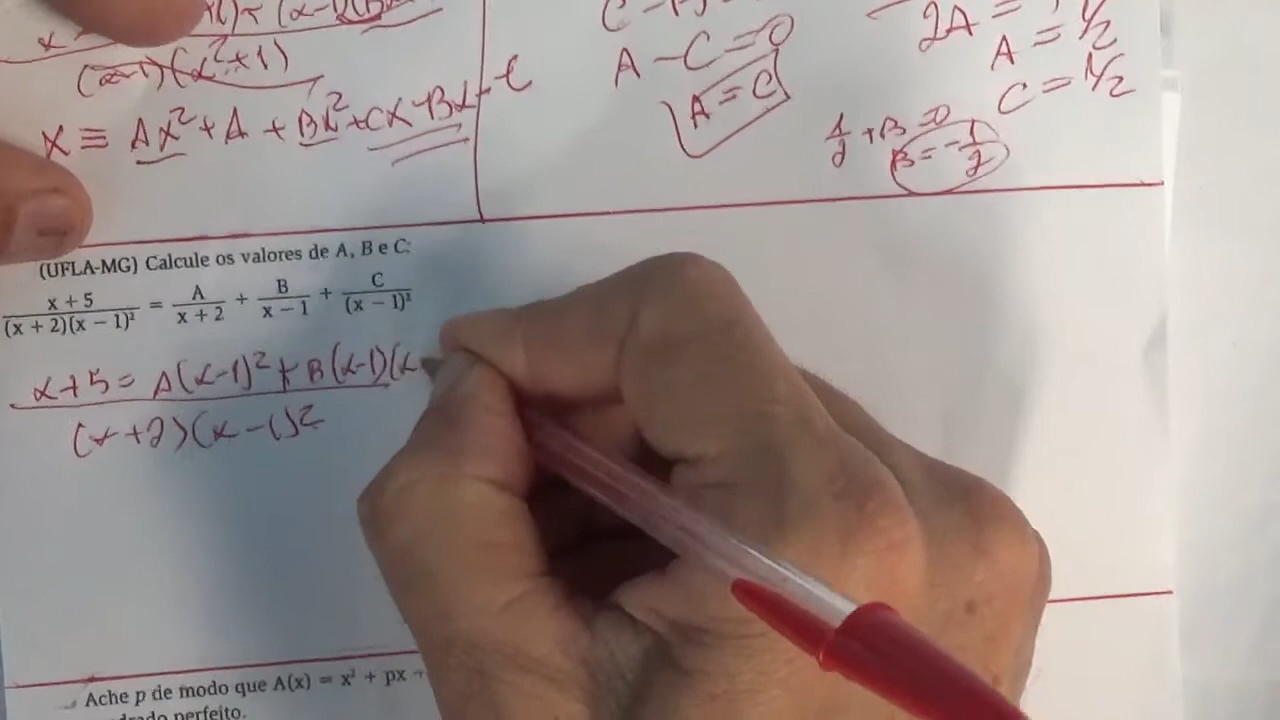 (x-1)(x²+1)
x ≡ Ax² + A + Bx² + Cx - Bx - C
A - C = 0
A = C
2A =
A = 1/2
C = 1/2
1/2 + B = 0
B = -1/2
(UFLA-MG) Calcule os valores de A, B e C:
x + 5 / (x + 2)(x − 1)² = A / x + 2 + B / x − 1 + C / (x − 1)²
x+5 = A(x-1)² + B(x-1)(x
(x+2)(x-1)²
Ache p de modo que A(x) = x² + px +
perfeito.